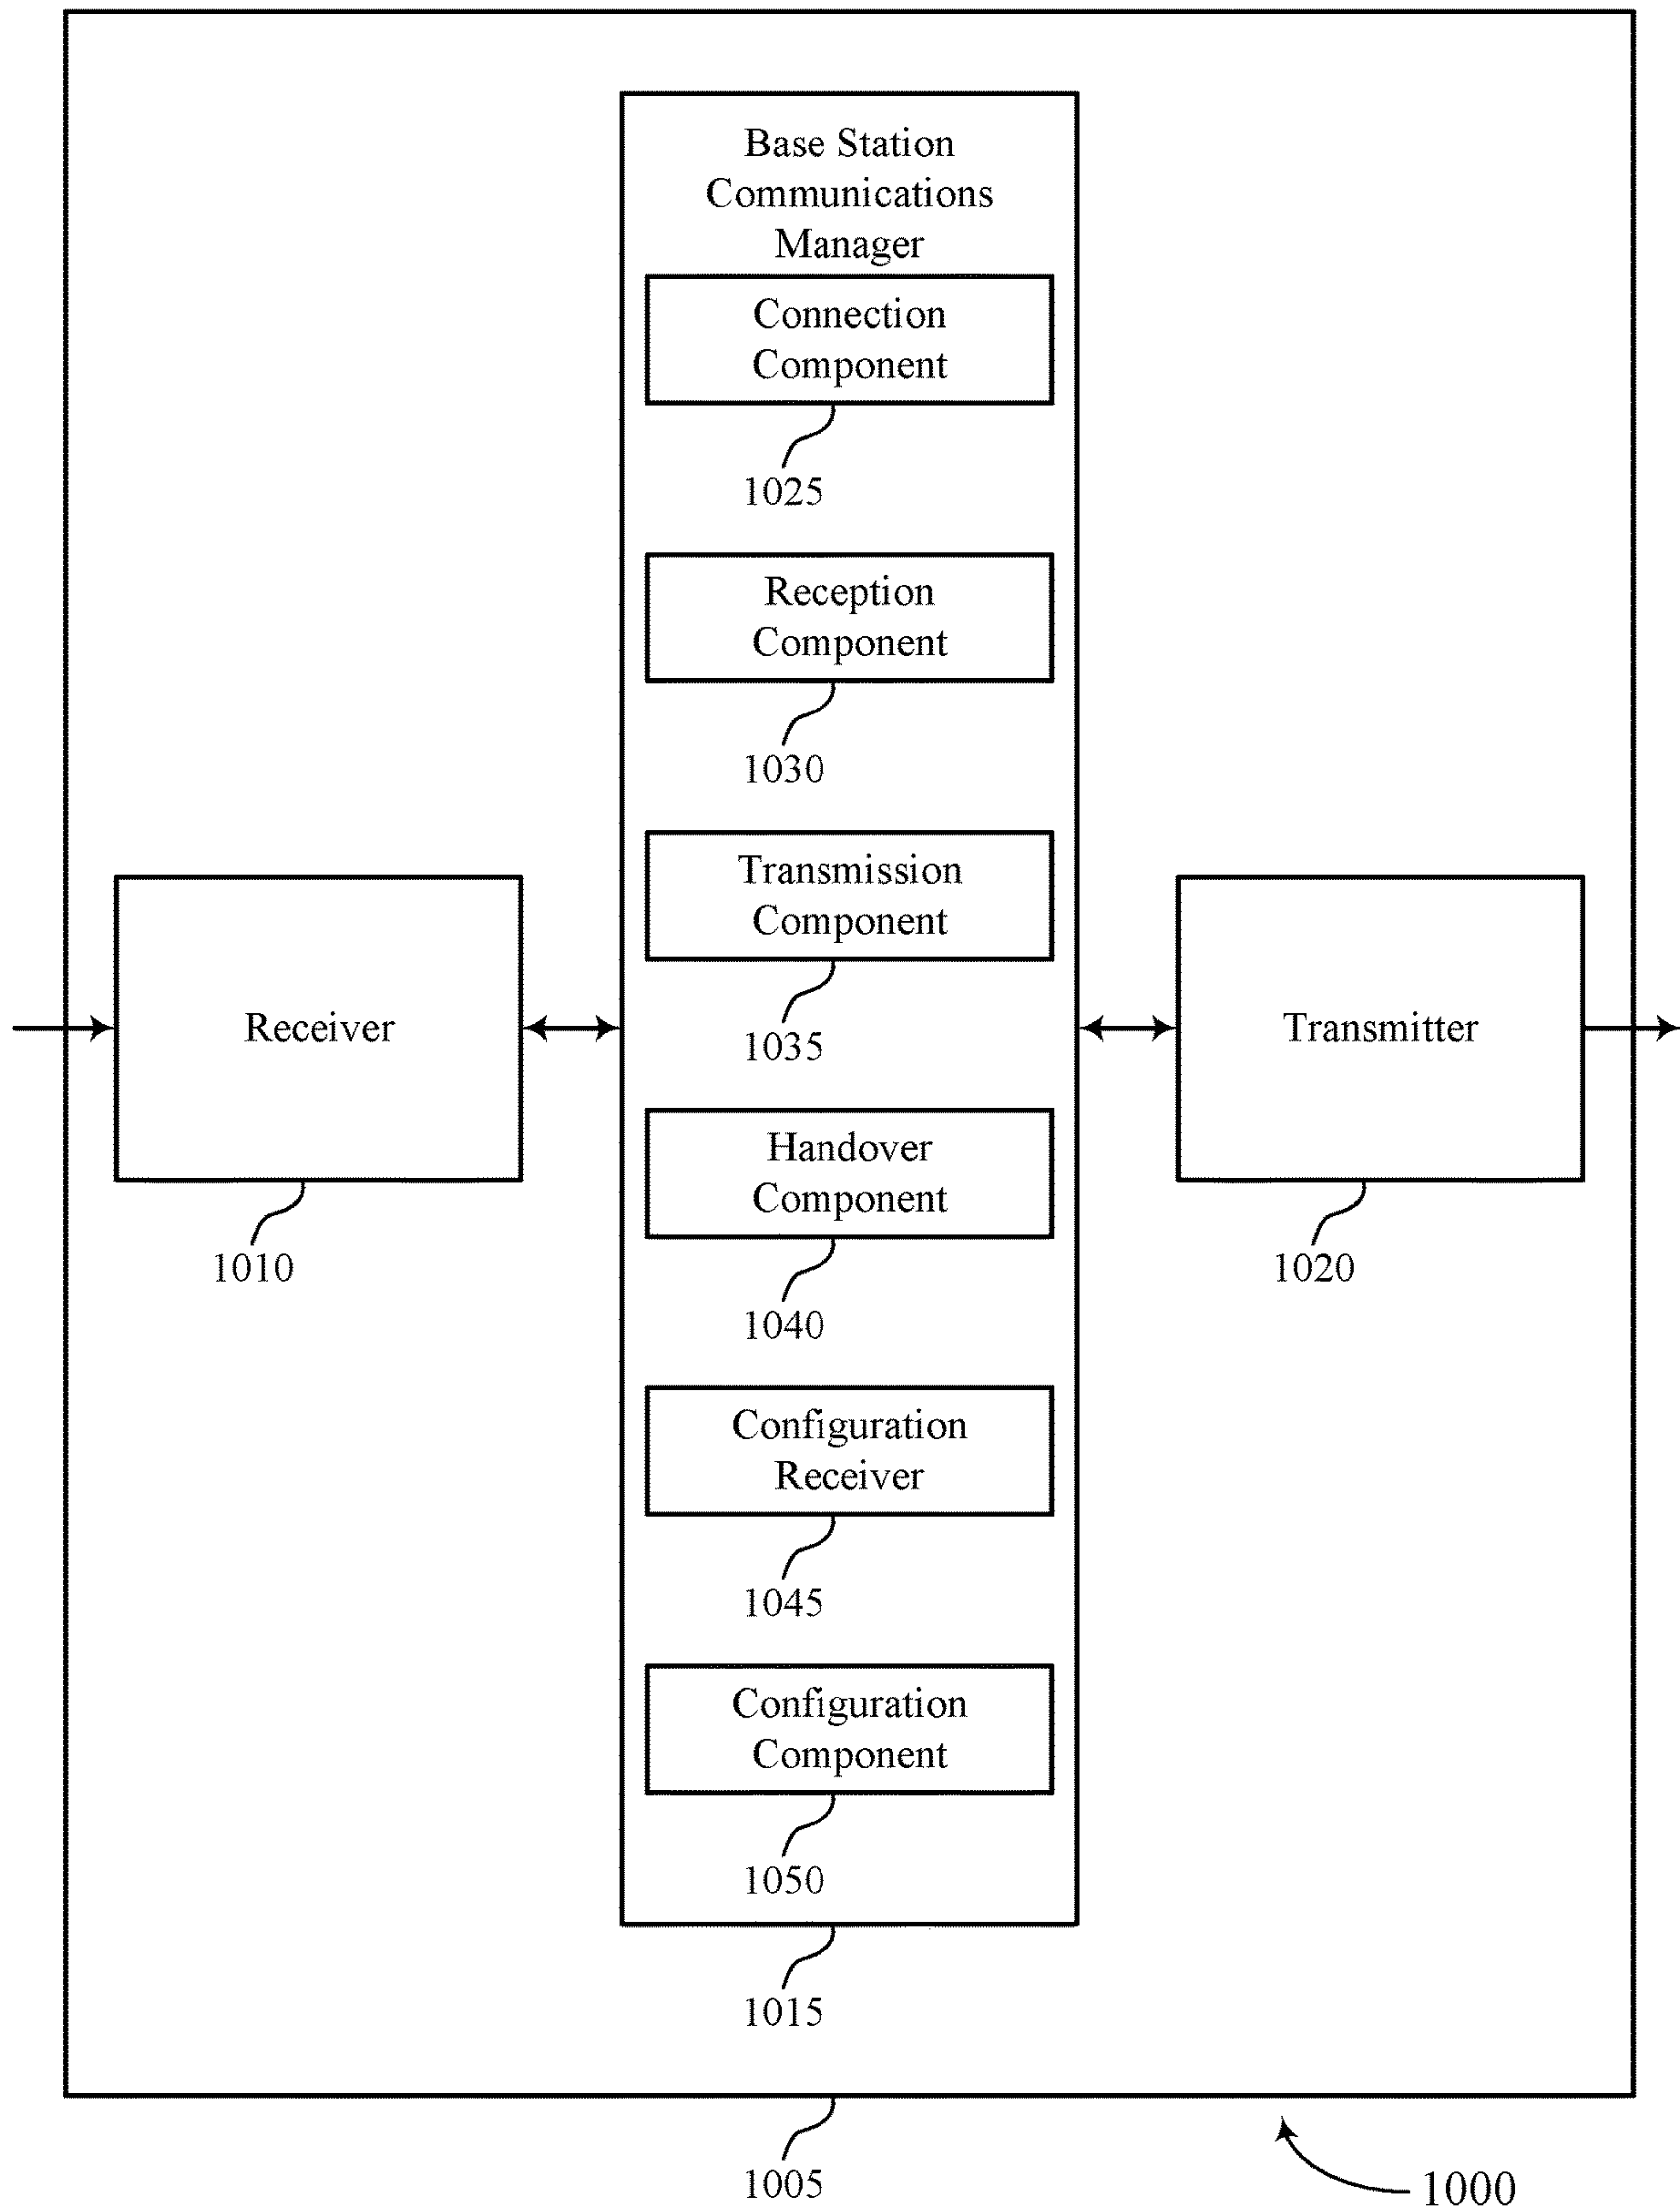 Base Station
Communications
Manager
Connection
Component
1025
Reception
Component
1030
Transmission
Component
1035
Receiver
1010
Transmitter
1020
Handover
Component
1040
Configuration
Receiver
1045
Configuration
Component
1050
1015
1005
1000